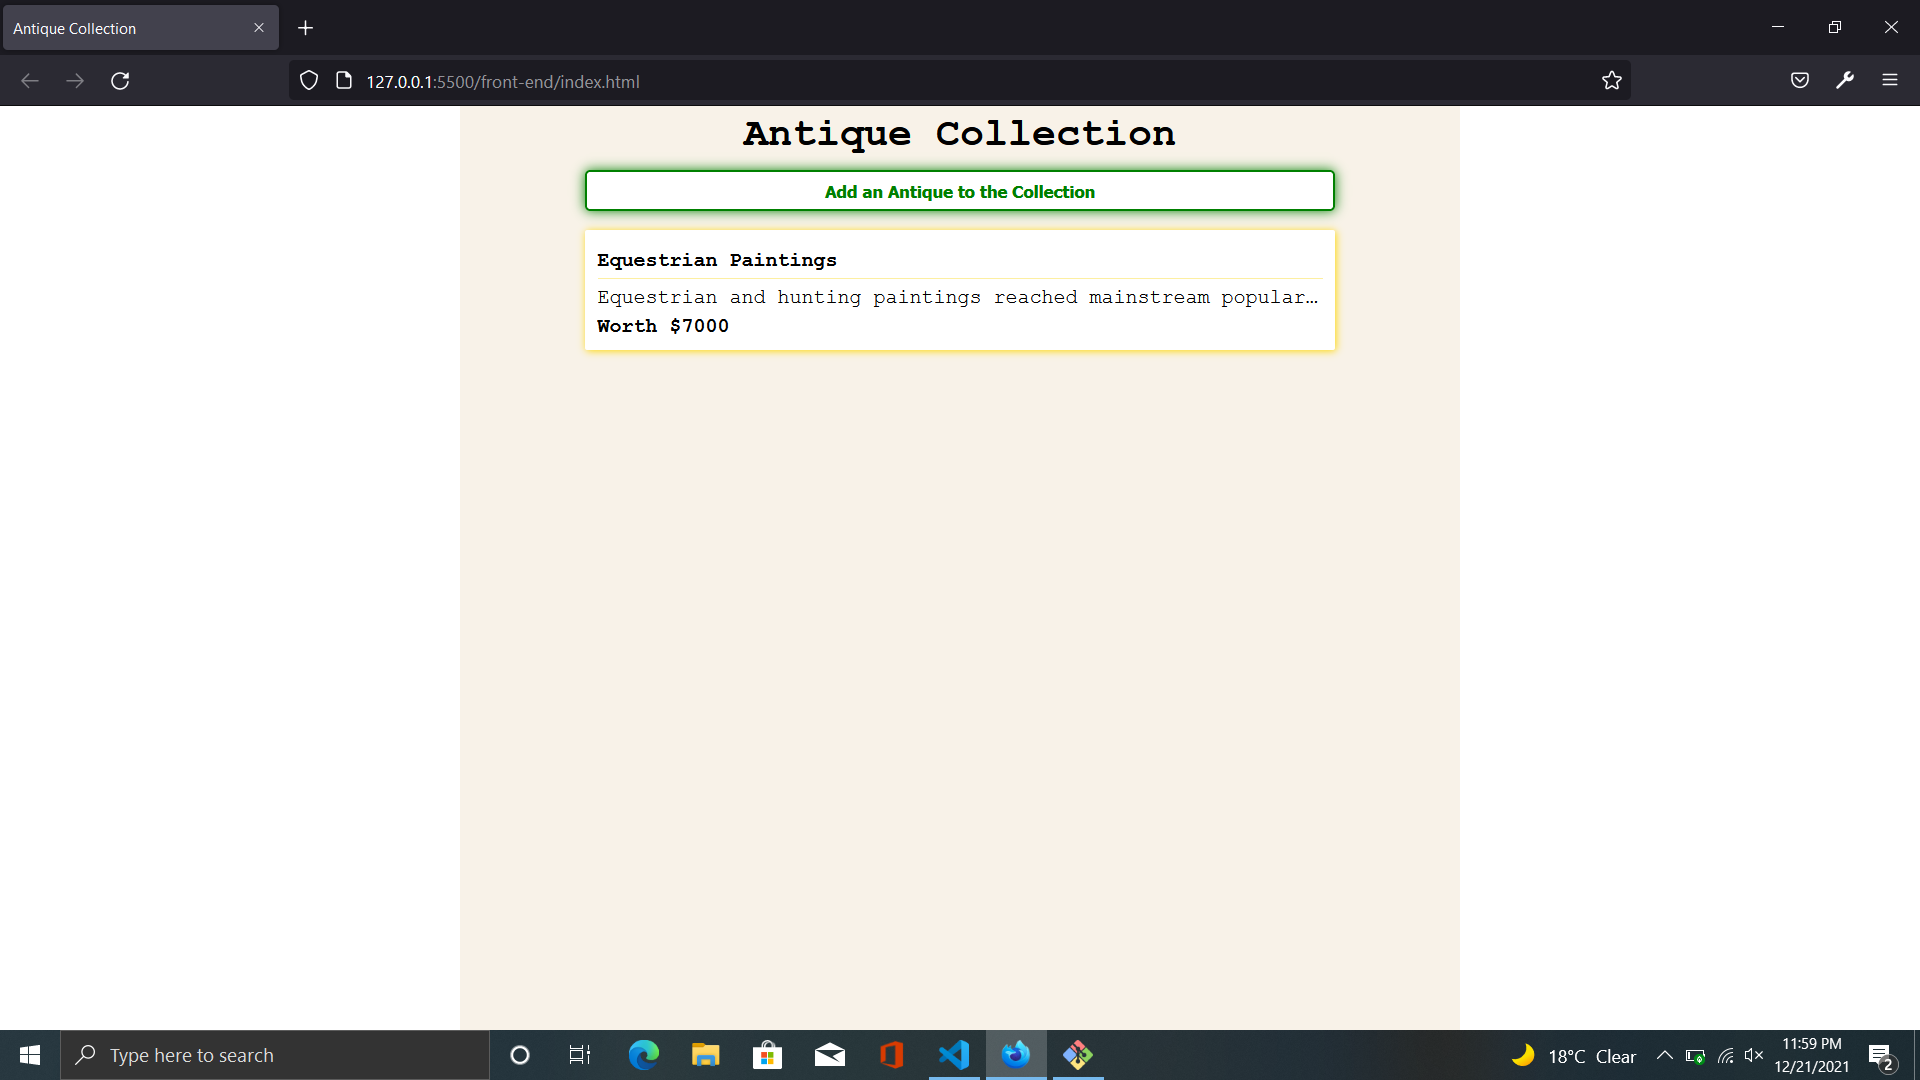 Antique Collection
127.0.0.1:5500/front-end/index.html
Antique Collection
Add an Antique to the Collection
Equestrian Paintings
Equestrian and hunting paintings reached mainstream popular…
Worth $7000
Type here to search
18°C Clear
11:59 PM
12/21/2021
2